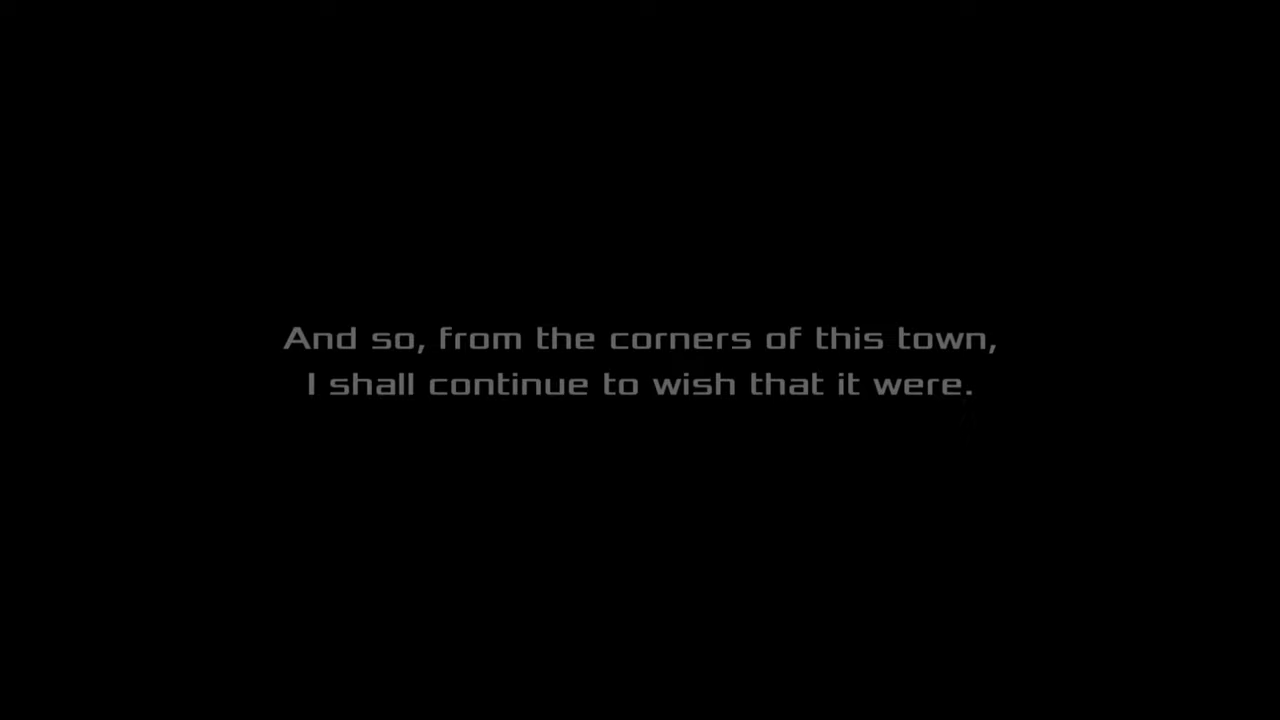 And so, from the corners of this town,
I shall continue to wish that it were.